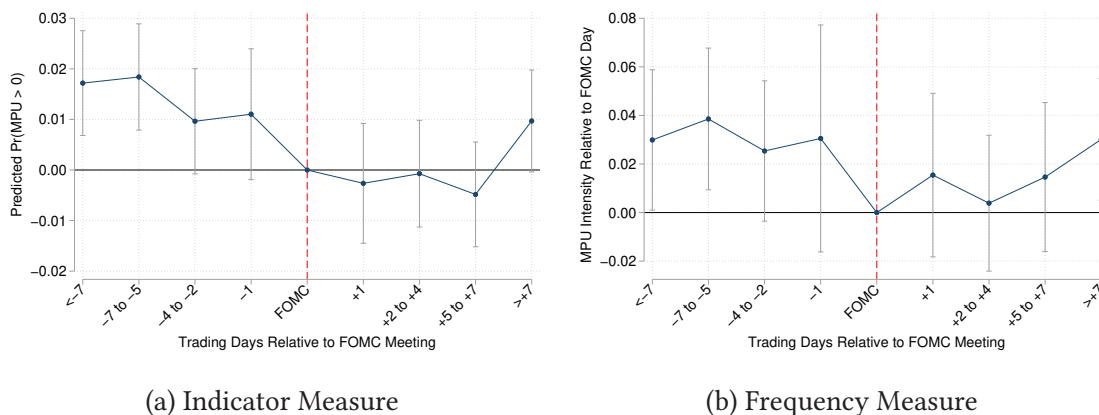 Predicted Pr(MPU > 0)
0.03
0.02
0.01
0.00
−0.01
−0.02
<−7
−7 to −5
−4 to −2
−1
FOMC
+1
+2 to +4
+5 to +7
>+7
Trading Days Relative to FOMC Meeting
(a) Indicator Measure
MPU Intensity Relative to FOMC Day
0.08
0.06
0.04
0.02
0.00
−0.02
<−7
−7 to −5
−4 to −2
−1
FOMC
+1
+2 to +4
+5 to +7
>+7
Trading Days Relative to FOMC Meeting
(b) Frequency Measure